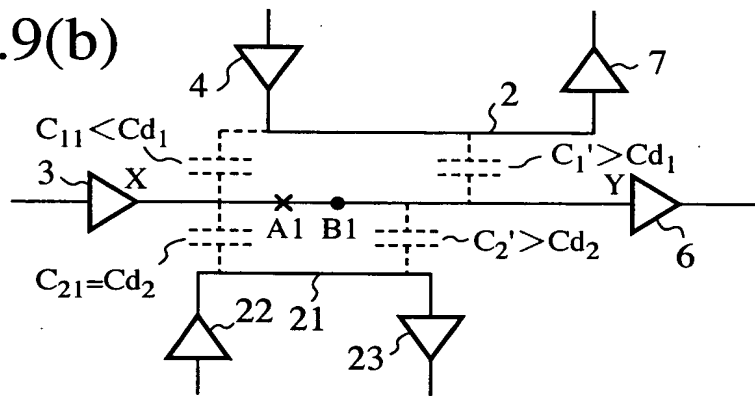 .9(b)
4
7
2
C₁₁<Cd₁
C₁'>Cd₁
3
X
Y
A1
B1
6
C₂₁=Cd₂
C₂'>Cd₂
22
21
23